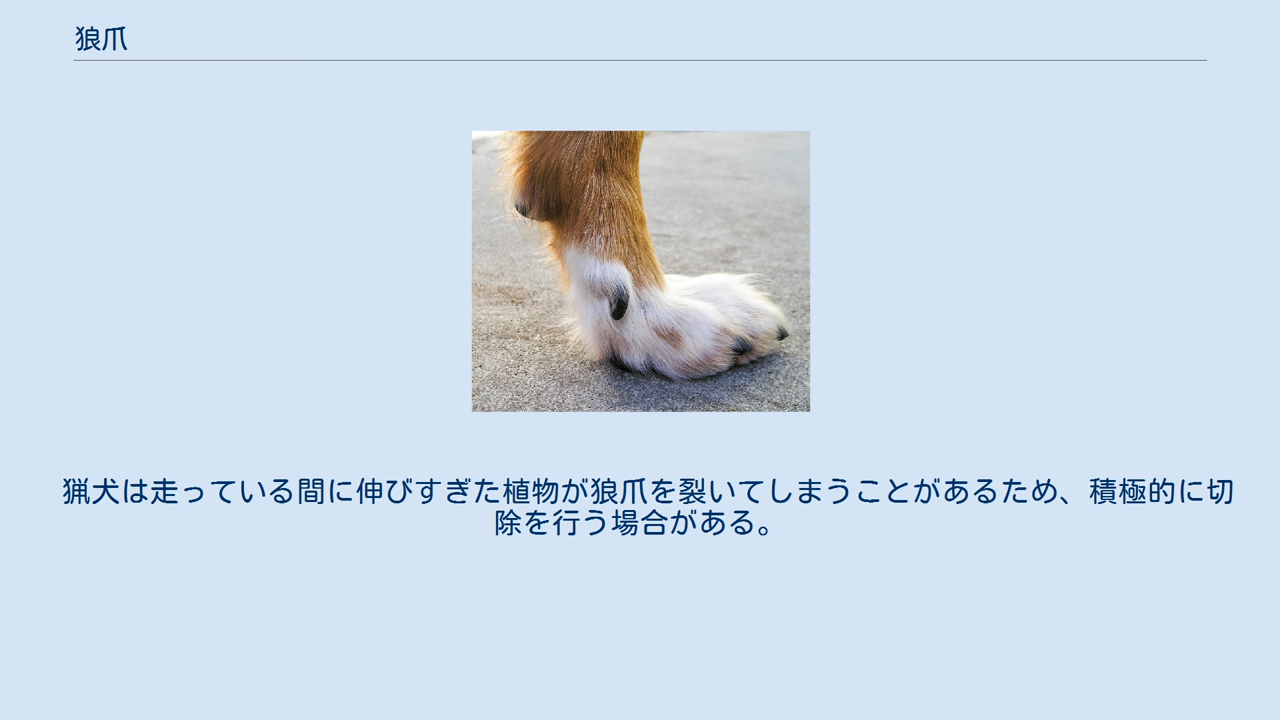 狼爪
猟犬は走っている間に伸びすぎた植物が狼爪を裂いてしまうことがあるため、積極的に切
除を行う場合がある。